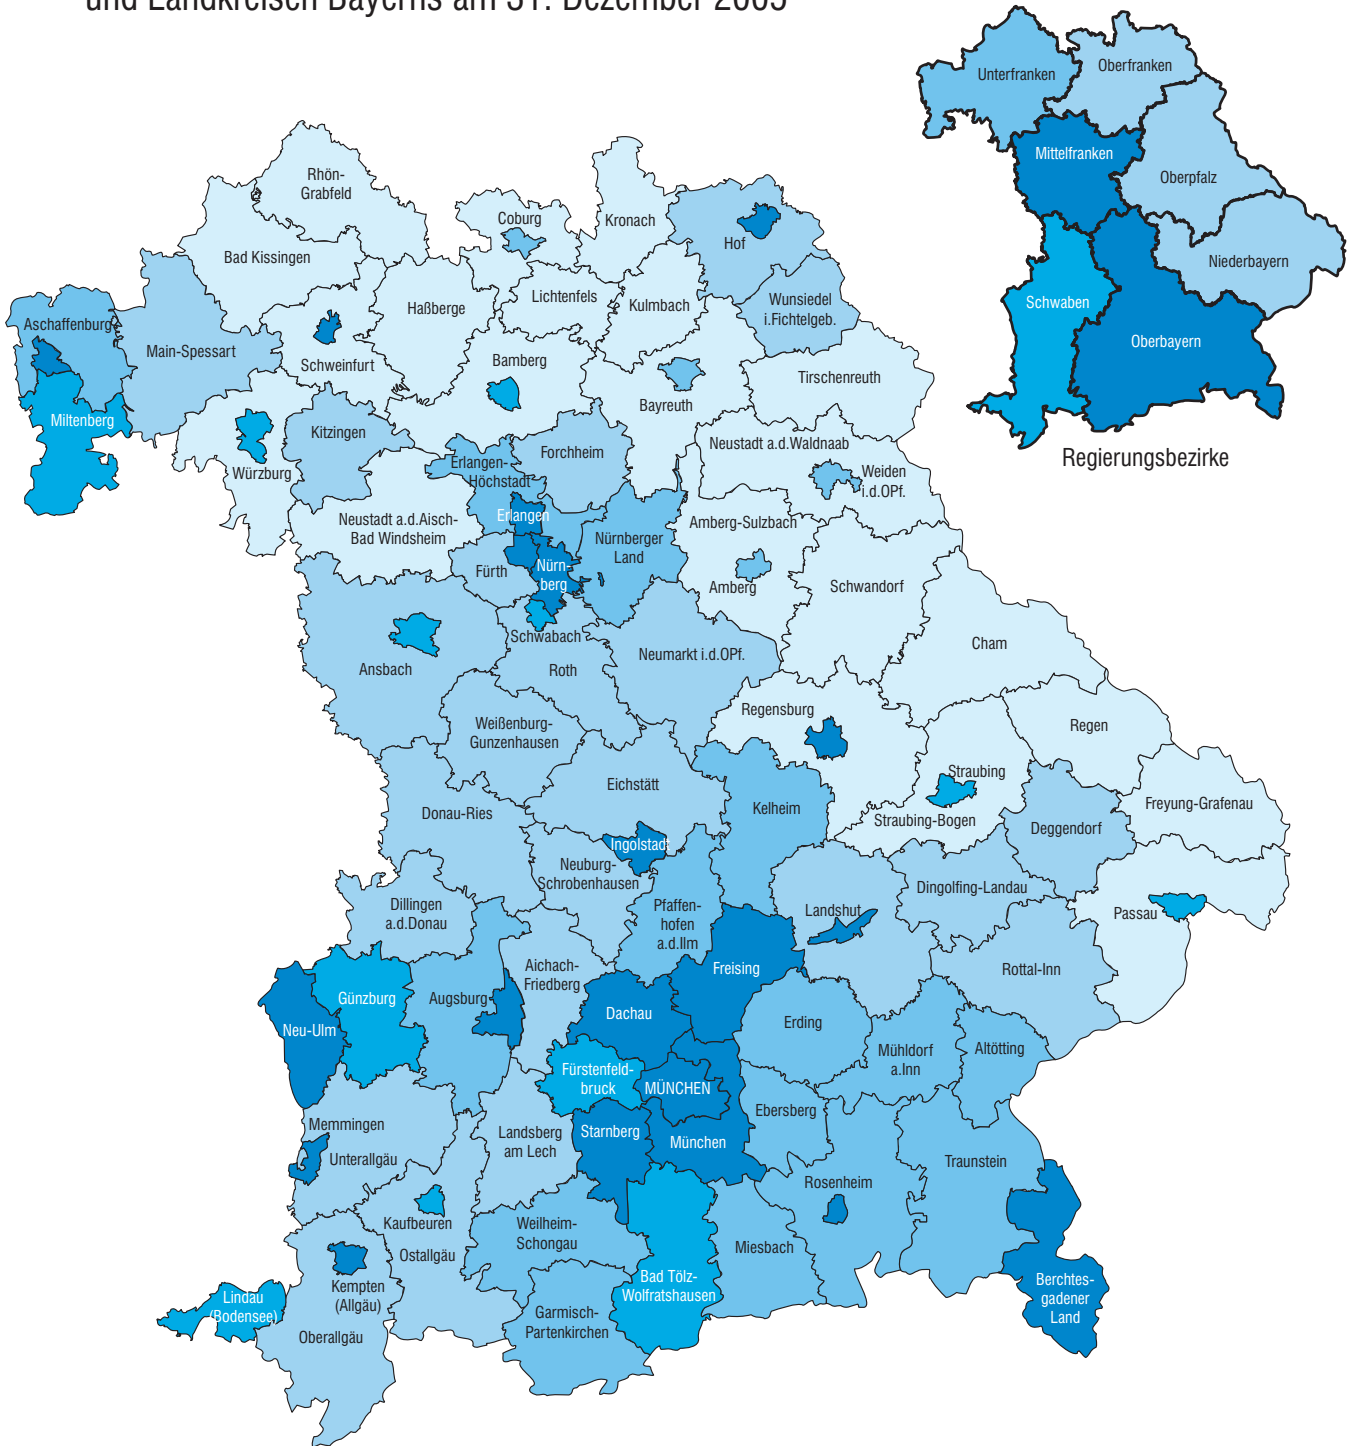 und Landkreisen Bayerns am 31. Dezember 2005
Unterfranken
Oberfranken
Mittelfranken
Oberpfalz
Niederbayern
Schwaben
Oberbayern
Regierungsbezirke
Rhön-
Grabfeld
Coburg
Kronach
Hof
Bad Kissingen
Haßberge
Lichtenfels
Kulmbach
Wunsiedel
i.Fichtelgeb.
Aschaffenburg
Main-Spessart
Schweinfurt
Bamberg
Bayreuth
Tirschenreuth
Miltenberg
Kitzingen
Würzburg
Erlangen-
Höchstadt
Forchheim
Neustadt a.d.Waldnaab
Weiden
i.d.OPf.
Neustadt a.d.Aisch-
Bad Windsheim
Erlangen
Nürnberger
Land
Amberg-Sulzbach
Fürth
Nürn-
berg
Amberg
Schwandorf
Schwabach
Ansbach
Roth
Neumarkt i.d.OPf.
Cham
Weißenburg-
Gunzenhausen
Regensburg
Regen
Eichstätt
Straubing
Donau-Ries
Kelheim
Straubing-Bogen
Deggendorf
Freyung-Grafenau
Ingolstadt
Neuburg-
Schrobenhausen
Dillingen
a.d.Donau
Pfaffen-
hofen
a.d.Ilm
Landshut
Dingolfing-Landau
Passau
Aichach-
Friedberg
Freising
Rottal-Inn
Günzburg
Augsburg
Dachau
Neu-Ulm
Erding
Mühldorf
a.Inn
Altötting
Fürstenfeld-
bruck
MÜNCHEN
Memmingen
Unterallgäu
Landsberg
am Lech
Starnberg
München
Ebersberg
Traunstein
Rosenheim
Kaufbeuren
Ostallgäu
Weilheim-
Schongau
Miesbach
Kempten
(Allgäu)
Bad Tölz-
Wolfratshausen
Berchtes-
gadener
Land
Lindau
(Bodensee)
Oberallgäu
Garmisch-
Partenkirchen